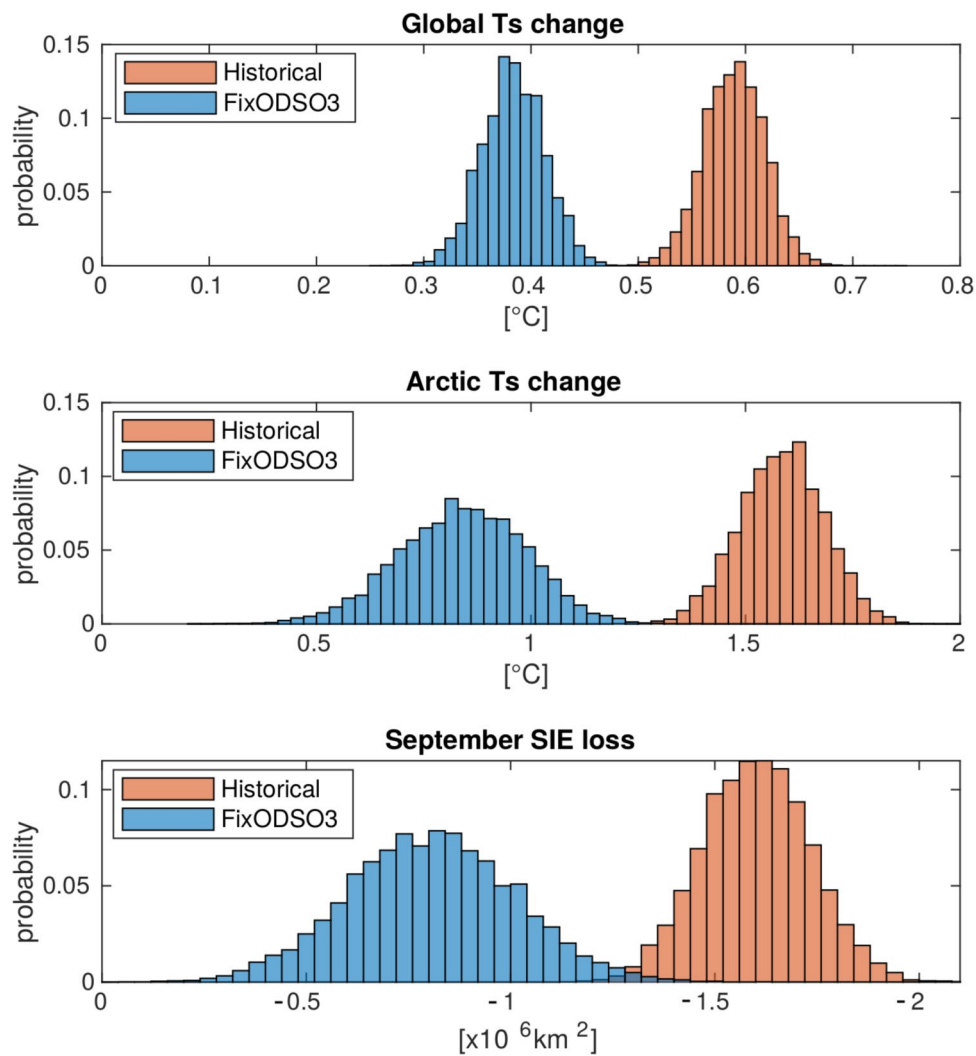 Global Ts change
0.15
0.1
0.05
0
probability
Historical
FixODSO3
0 0.1 0.2 0.3 0.4 0.5 0.6 0.7 0.8
[°C]
Arctic Ts change
0.15
0.1
0.05
0
probability
Historical
FixODSO3
0 0.5 1 1.5 2
[°C]
September SIE loss
0.1
0.05
0
probability
Historical
FixODSO3
0 -0.5 -1 -1.5 -2
[x10 6km 2]